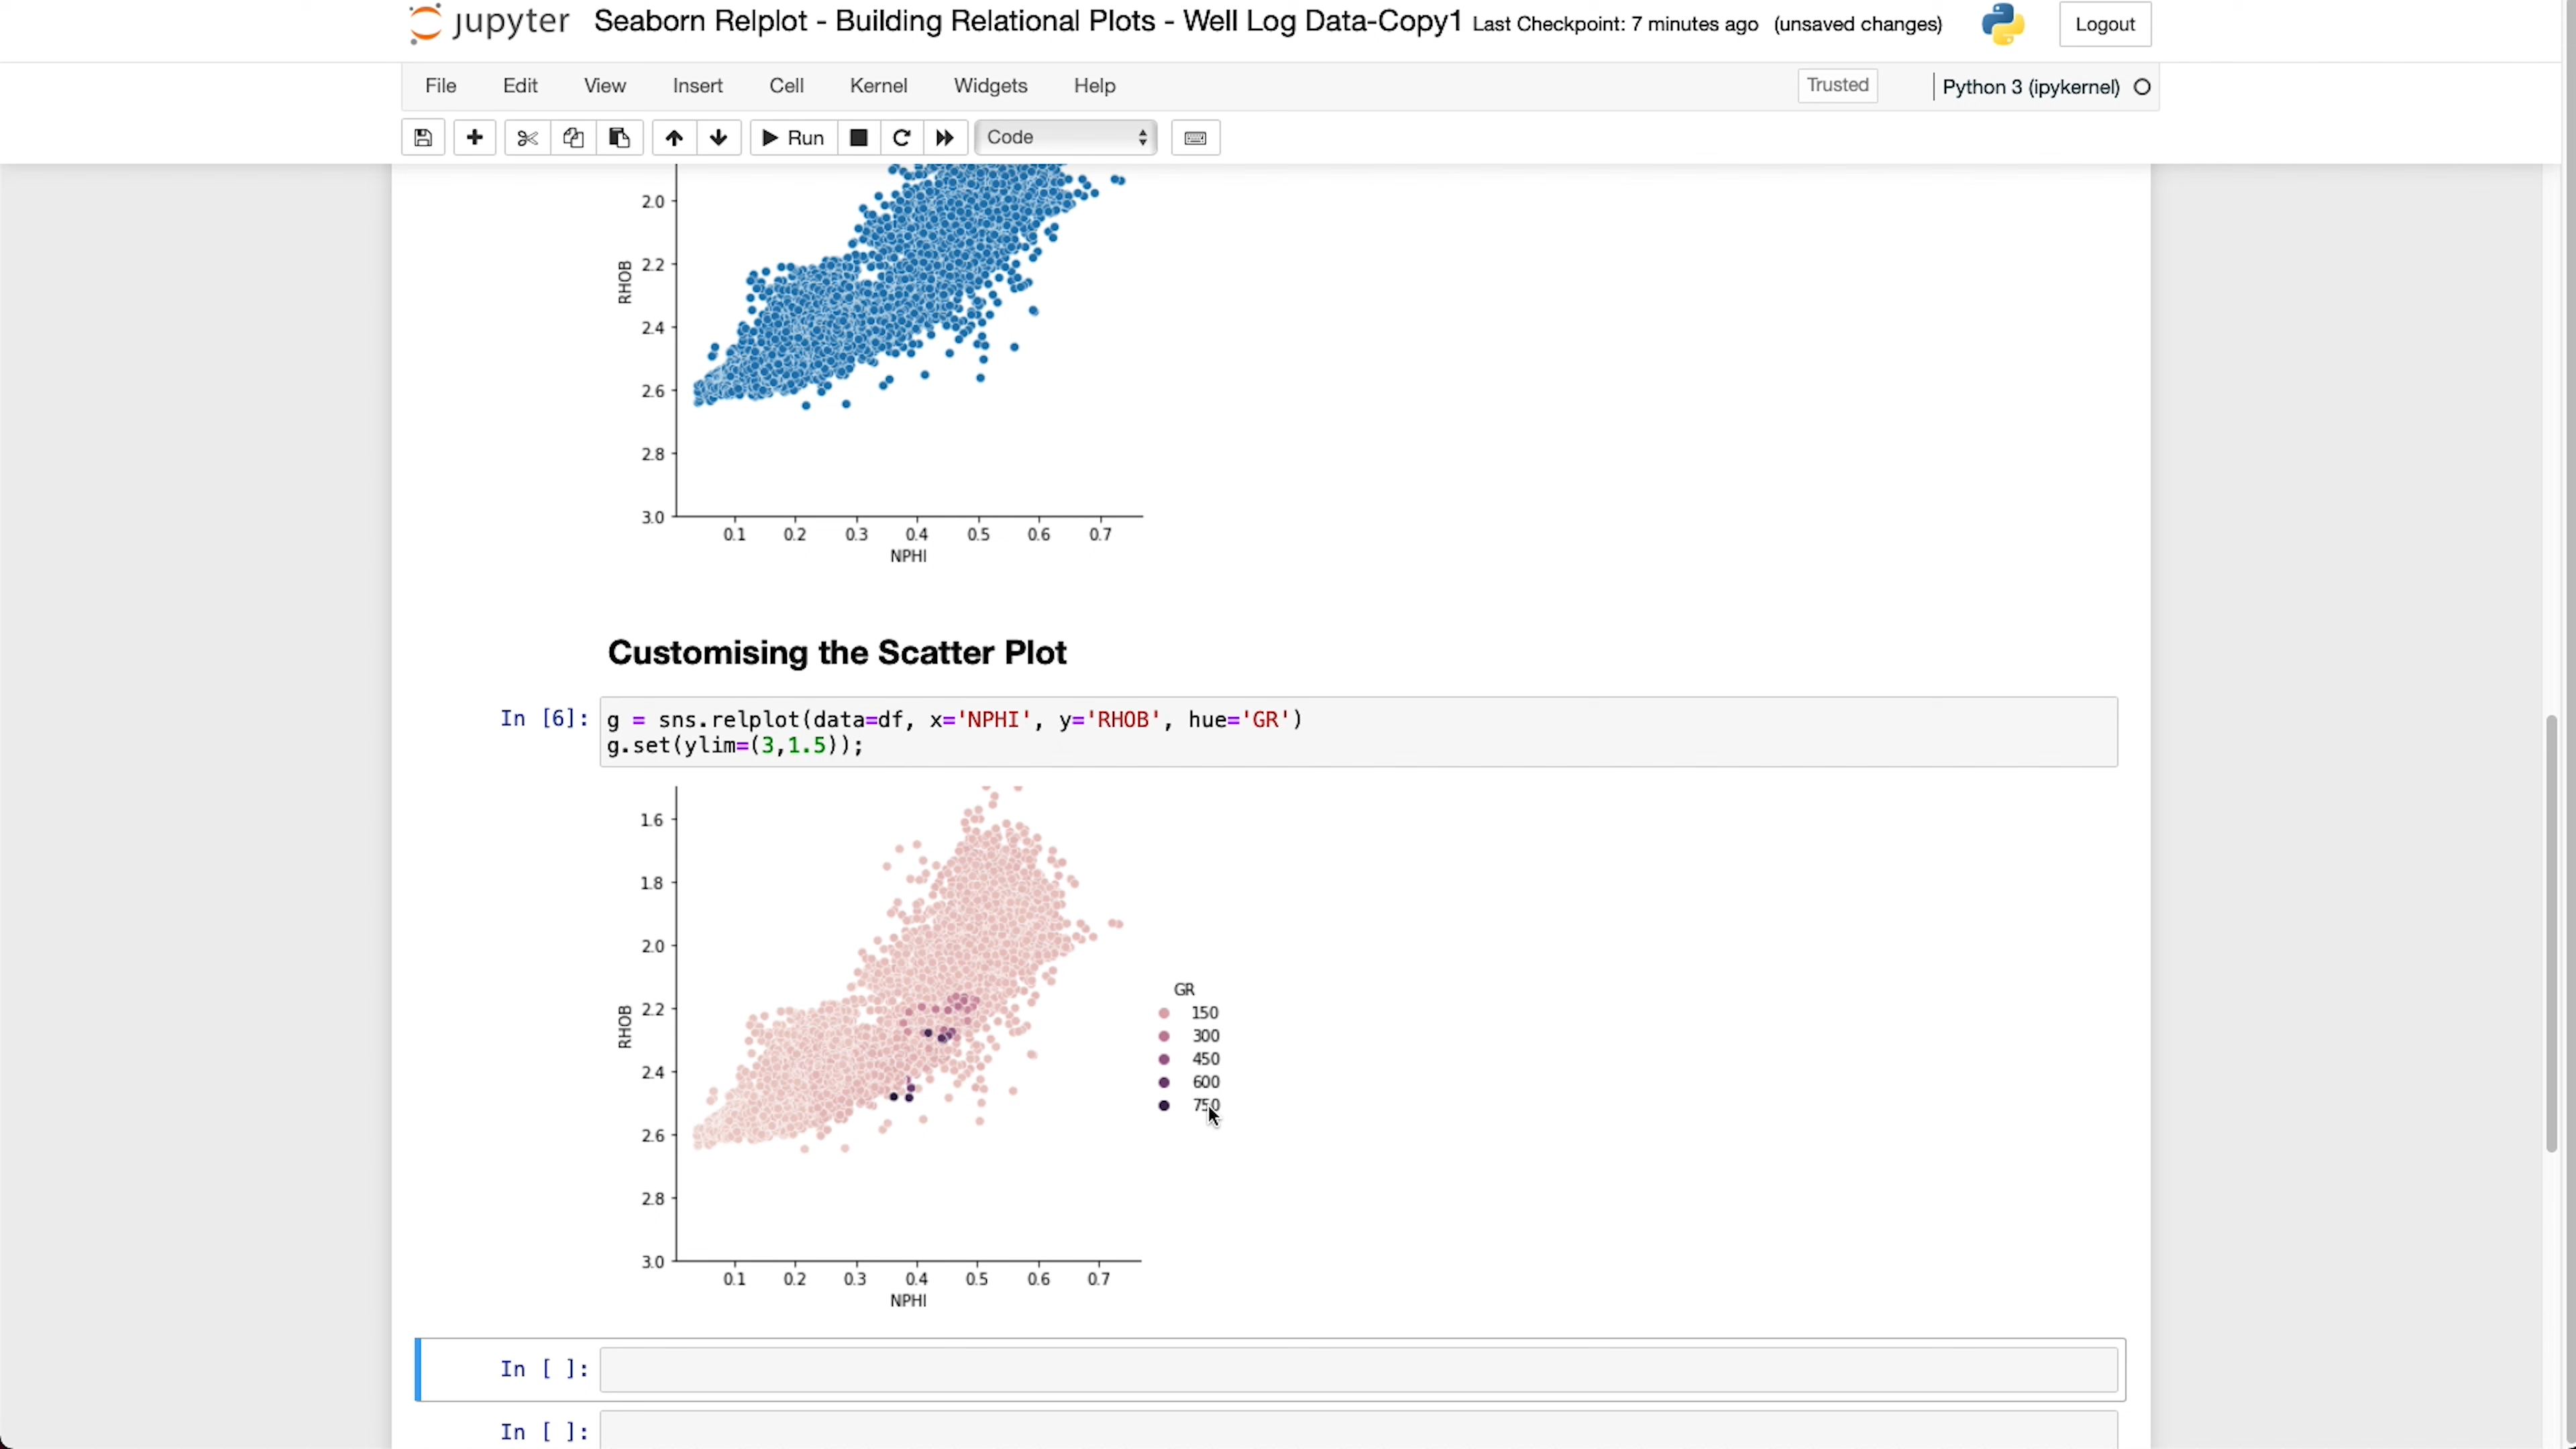 jupyter Seaborn Relplot - Building Relational Plots - Well Log Data-Copy1 Last Checkpoint: 7 minutes ago (unsaved changes) Logout
File Edit View Insert Cell Kernel Widgets Help Trusted Python 3 (ipykernel)
Run Code
2.0
2.2
2.4
2.6
2.8
3.0
RHOB
0.1 0.2 0.3 0.4 0.5 0.6 0.7
NPHI
Customising the Scatter Plot
In [6]: g = sns.relplot(data=df, x='NPHI', y='RHOB', hue='GR')
g.set(ylim=(3,1.5));
1.6
1.8
2.0
2.2
2.4
2.6
2.8
3.0
RHOB
0.1 0.2 0.3 0.4 0.5 0.6 0.7
NPHI
GR
150
300
450
600
750
In [ ]:
In [ ]: